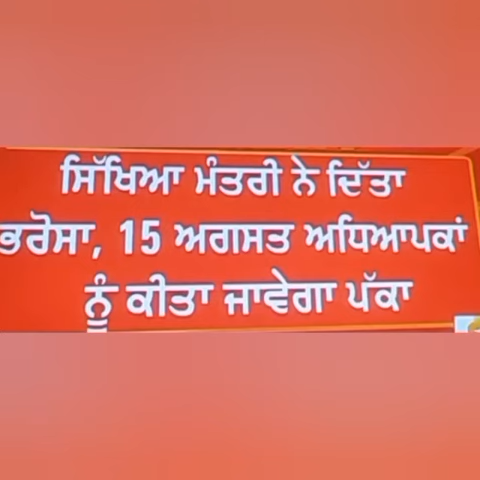 ਸਿੱਖਿਆ ਮੰਤਰੀ ਨੇ ਦਿੱਤਾ
ਭਰੋਸਾ, 15 ਅਗਸਤ ਅਧਿਆਪਕਾਂ
ਨੂੰ ਕੀਤਾ ਜਾਵੇਗਾ ਪੱਕਾ